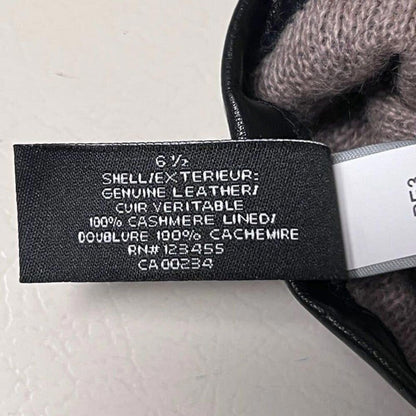 6 ½
SHELL/EXTERIEUR:
GENUINE LEATHER/
CUIR VERITABLE
100% CASHMERE LINED/
DOUBLURE 100% CACHEMIRE
RN# 123455
CA00234